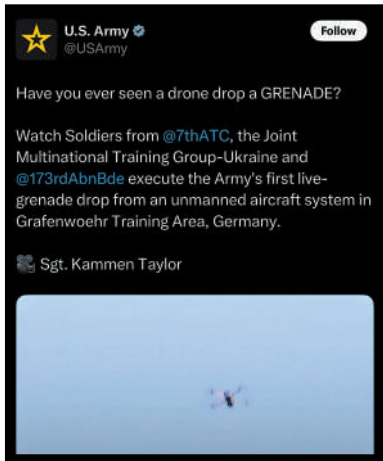 U.S. Army
Follow
@USArmy
Have you ever seen a drone drop a GRENADE?
Watch Soldiers from @7thATC, the Joint
Multinational Training Group-Ukraine and
@173rdAbnBde execute the Army's first live-
grenade drop from an unmanned aircraft system in
Grafenwoehr Training Area, Germany.
Sgt. Kammen Taylor